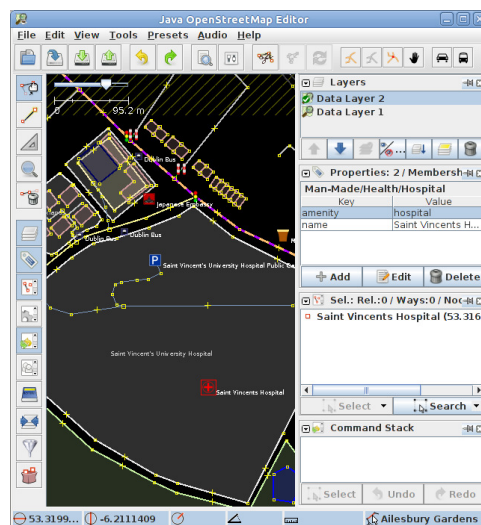 Java OpenStreetMap Editor
File Edit View Tools Presets Audio Help
0 95.2 m
Dublin Bus
Japanese Embassy
Dublin Bus
Dublin Bus
Saint Vincent's University Hospital Public Ca
Saint Vincent's University Hospital
Saint Vincents Hospital
Layers
Data Layer 2
Data Layer 1
Properties: 2 / Membersh
Man-Made/Health/Hospital
Key Value
amenity hospital
name Saint Vincents H...
Add Edit Delete
Sel.: Rel.:0 / Ways:0 / Noc
Saint Vincents Hospital (53.316
Select Search
Command Stack
Select Undo Redo
53.3199... -6.2111409 Ailesbury Gardens